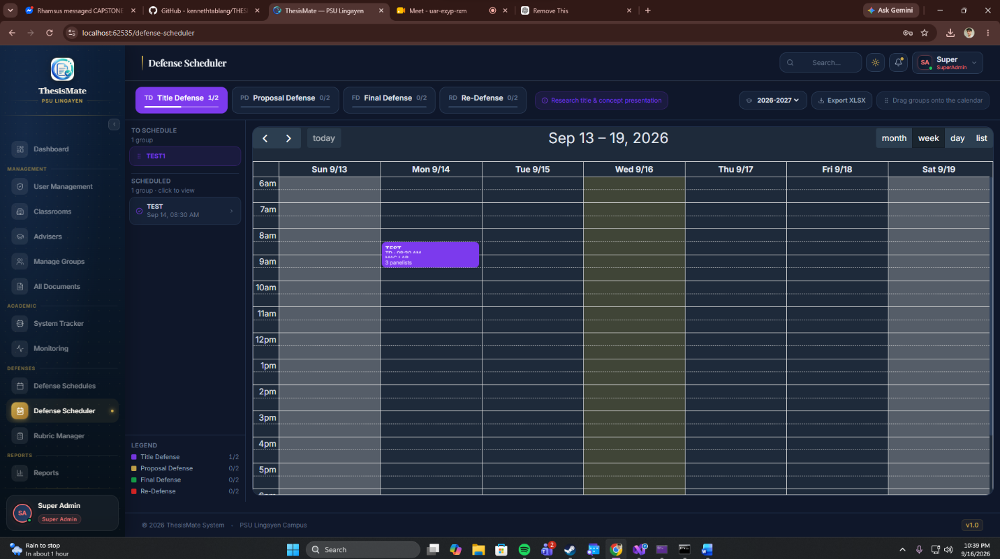 Rhamsus messaged CAPSTONE
GitHub - kennethtablang/THES
ThesisMate — PSU Lingayen
Meet - uar-exyp-rxm
Remove This
Ask Gemini
localhost:62535/defense-scheduler
ThesisMate
PSU LINGAYEN
Dashboard
MANAGEMENT
User Management
Classrooms
Advisers
Manage Groups
All Documents
ACADEMIC
System Tracker
Monitoring
DEFENSES
Defense Schedules
Defense Scheduler
Rubric Manager
REPORTS
Reports
SA
Super Admin
Super Admin
Defense Scheduler
Search...
SA
Super
SuperAdmin
TD Title Defense 1/2
PD Proposal Defense 0/2
FD Final Defense 0/2
RD Re-Defense 0/2
Research title & concept presentation
2026-2027
Export XLSX
Drag groups onto the calendar
TO SCHEDULE
1 group
TEST1
SCHEDULED
1 group · click to view
TEST
Sep 14, 08:30 AM
LEGEND
Title Defense 1/2
Proposal Defense 0/2
Final Defense 0/2
Re-Defense 0/2
today
Sep 13 – 19, 2026
month
week
day
list
Sun 9/13
Mon 9/14
Tue 9/15
Wed 9/16
Thu 9/17
Fri 9/18
Sat 9/19
6am
7am
8am
9am
10am
11am
12pm
1pm
2pm
3pm
4pm
5pm
6pm
TEST
TD · 08:30 AM
MAC LAB
3 panelists
© 2026 ThesisMate System · PSU Lingayen Campus
v1.0
Rain to stop
In about 1 hour
Search
2
10:39 PM
9/16/2026